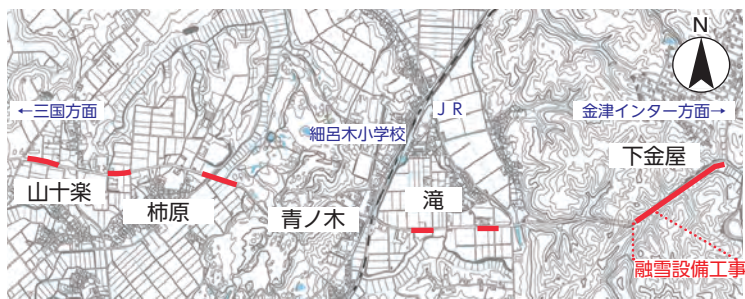 N
←三国方面
金津インター方面→
JR
細呂木小学校
下金屋
山十楽
柿原
青ノ木
滝
融雪設備工事